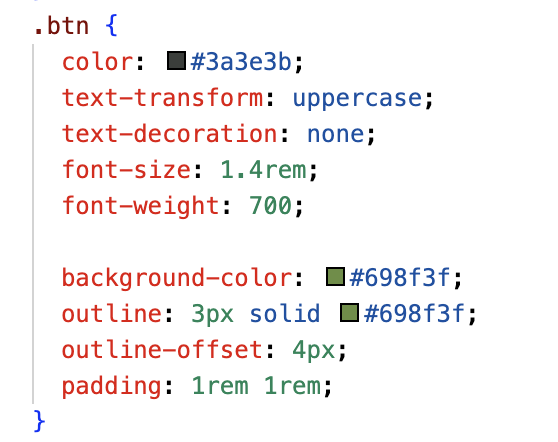 .btn {
color: #3a3e3b;
text-transform: uppercase;
text-decoration: none;
font-size: 1.4rem;
font-weight: 700;
background-color: #698f3f;
outline: 3px solid #698f3f;
outline-offset: 4px;
padding: 1rem 1rem;
}